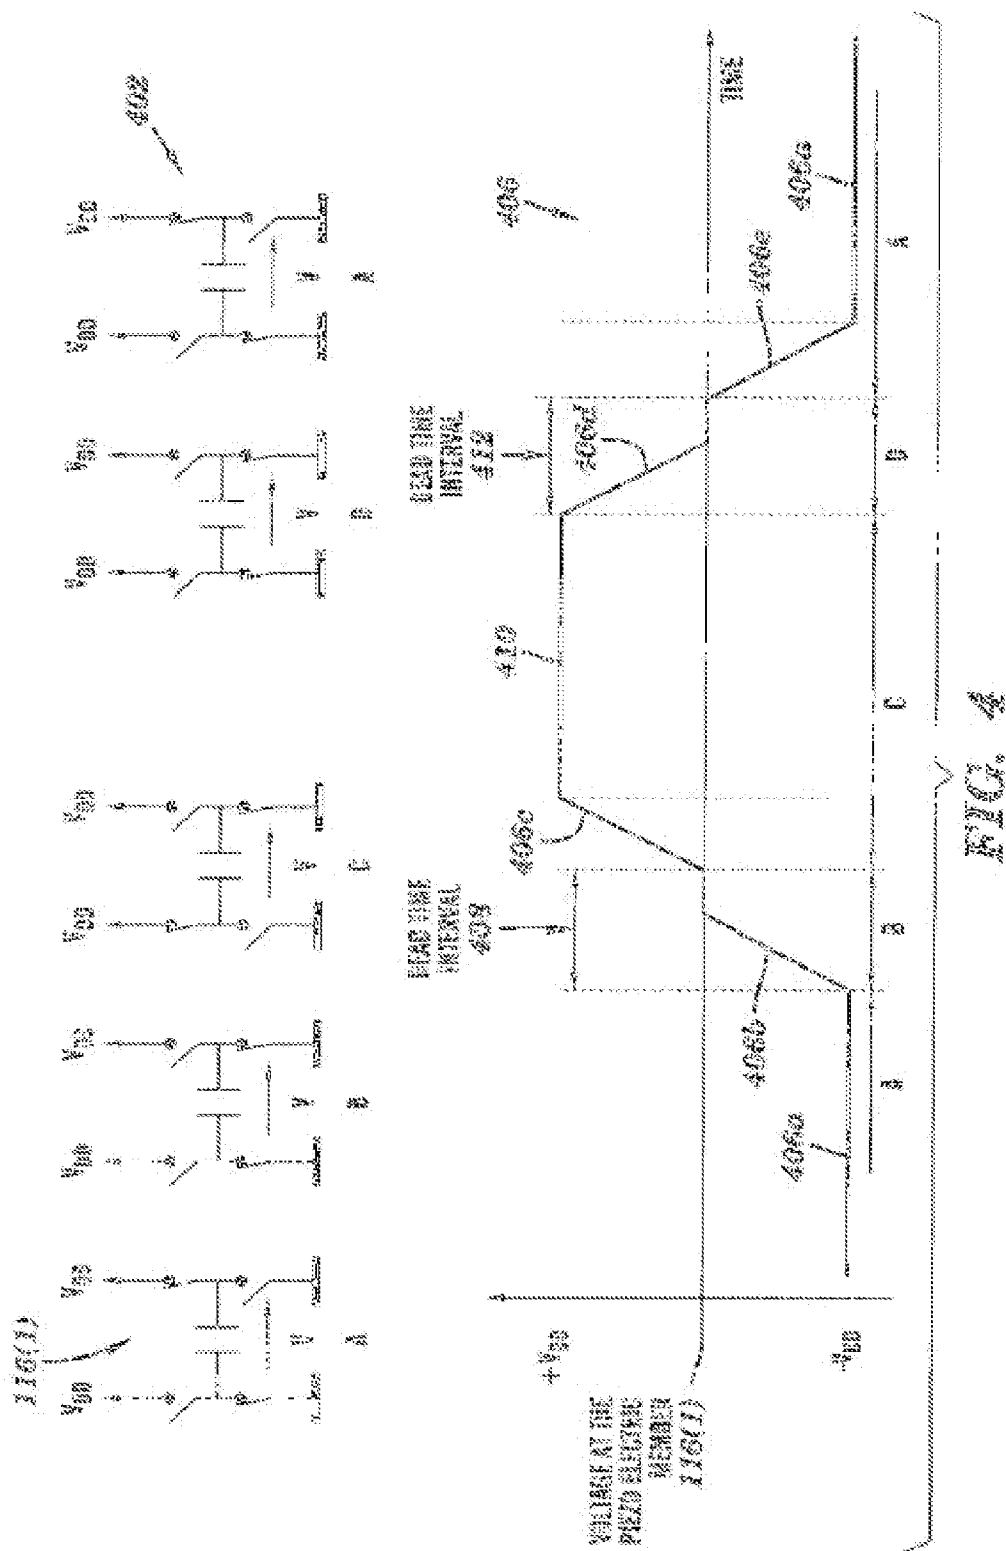 402
116(1)
V_DD V_DD V_DD V_DD V_DD V_DD V_DD V_DD V_DD V_DD
V V V V V
A B C D A
406
DEAD TIME
INTERVAL
DEAD TIME
INTERVAL
412
+V_DD
406c
410
406d
406e
VOLTAGE AT THE
PIEZO ELECTRIC
MEMBER
116(1)
TIME
-V_DD
406a
406b
406a
B C D A
FIG. 4